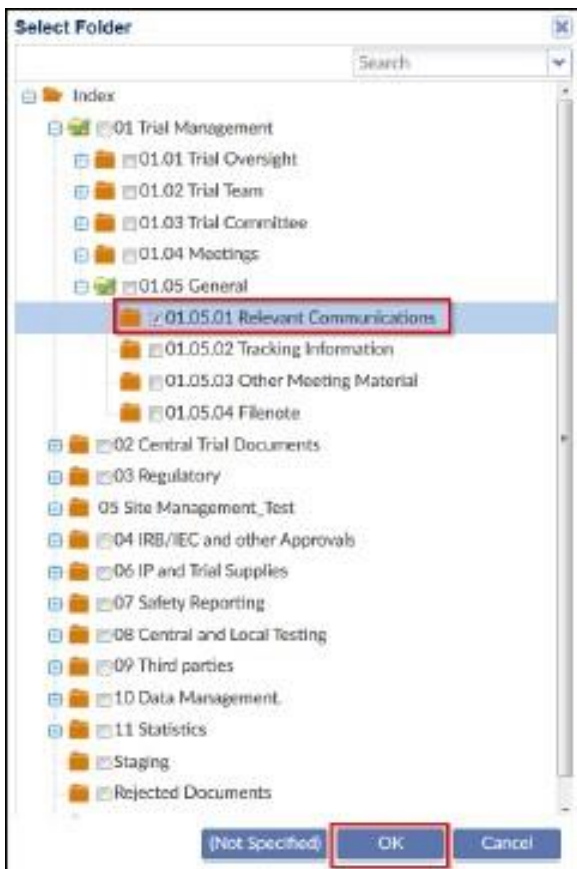 Select Folder
Search
Index
01 Trial Management
01.01 Trial Oversight
01.02 Trial Team
01.03 Trial Committee
01.04 Meetings
01.05 General
01.05.01 Relevant Communications
01.05.02 Tracking Information
01.05.03 Other Meeting Material
01.05.04 Filenote
02 Central Trial Documents
03 Regulatory
05 Site Management_Test
04 IRB/IEC and other Approvals
06 IP and Trial Supplies
07 Safety Reporting
08 Central and Local Testing
09 Third parties
10 Data Management.
11 Statistics
Staging
Rejected Documents
(Not Specified) OK Cancel